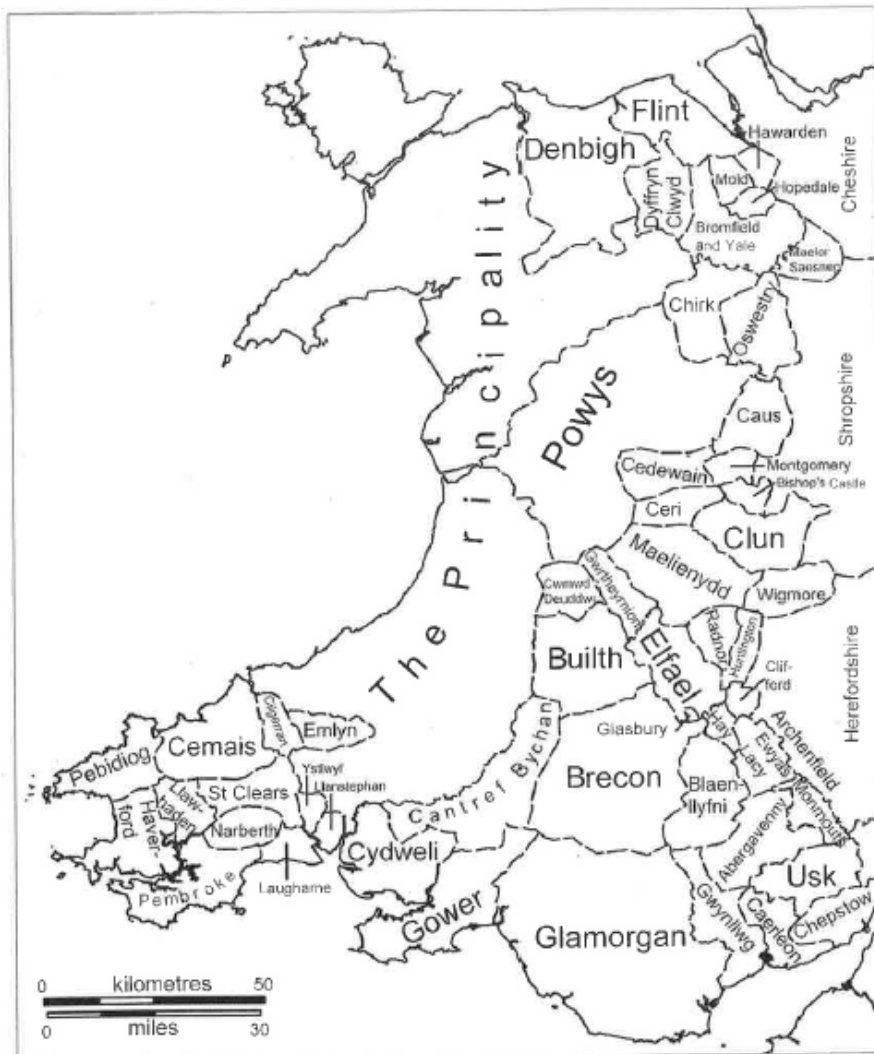 Flint
Hawarden
Denbigh
Mold
Hopedale
Cheshire
Dyffryn
Clwyd
Bromfield
and Yale
Maelor
Saesneg
Chirk
Oswestry
The Principality
Powys
Shropshire
Caus
Cedewain
Montgomery
Bishop's Castle
Ceri
Clun
Maelienydd
Cwmwd
Deuddwr
Gwrtheyrnion
Wigmore
Radnor
Huntington
Builth
Elfael
Clif-
ford
Herefordshire
Cilgerran
Emlyn
Cemais
Pebidiog
Glasbury
Hay
Archenfield
Ewyas
Lacy
Ystlwyf
Llanstephan
Cantref Bychan
Brecon
Blaen-
llyfni
Monmouth
Llaw-
haden
St Clears
Haver-
ford
Narberth
Cydweli
Abergavenny
Usk
Pembroke
Laugharne
Gower
Glamorgan
Gwynllwg
Caerleon
Chepstow
0 kilometres 50
miles
0 30